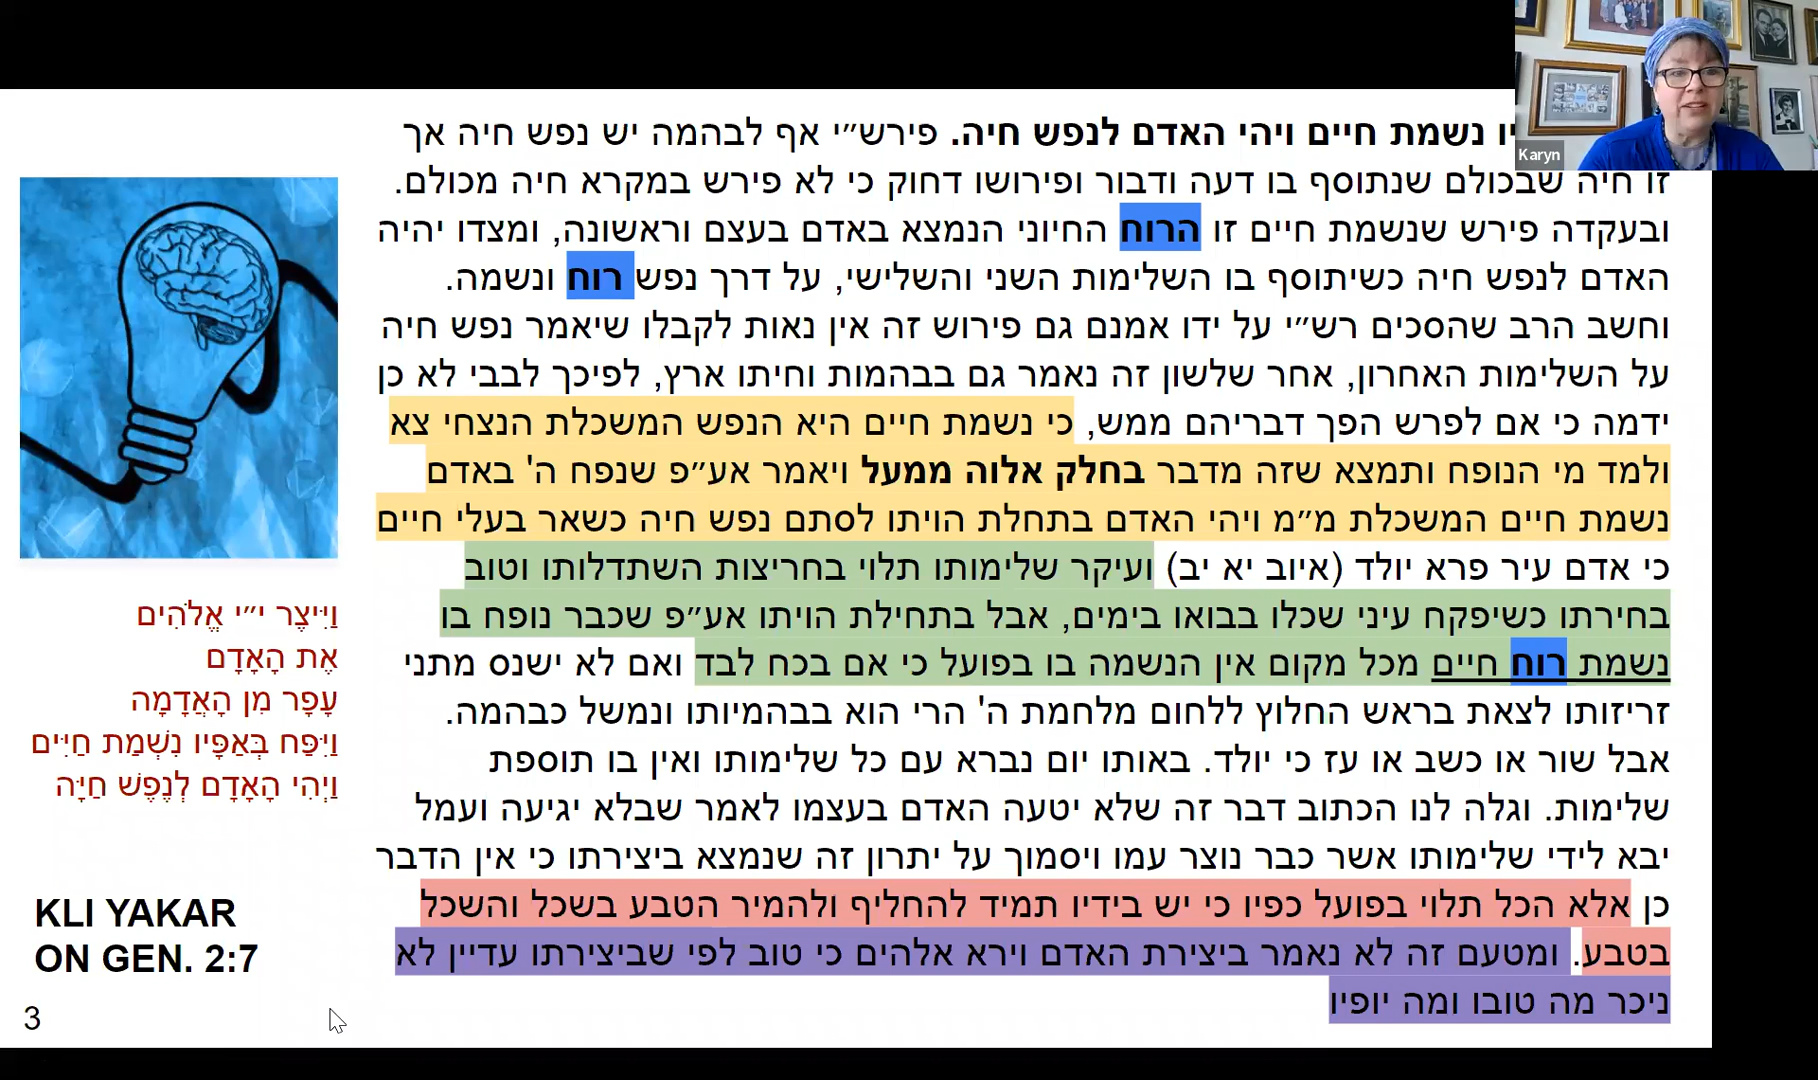 יו נשמת חיים ויהי האדם לנפש חיה. פירש״י אף לבהמה יש נפש חיה אך
זו חיה שבכולם שנתוסף בו דעה ודבור ופירושו דחוק כי לא פירש במקרא חיה מכולם.
ובעקדה פירש שנשמת חיים זו הרוח החיוני הנמצא באדם בעצם וראשונה, ומצדו יהיה
האדם לנפש חיה כשיתוסף בו השלימות השני והשלישי, על דרך נפש רוח ונשמה.
וחשב הרב שהסכים רש״י על ידו אמנם גם פירוש זה אין נאות לקבלו שיאמר נפש חיה
על השלימות האחרון, אחר שלשון זה נאמר גם בבהמות וחיתו ארץ, לפיכך לבבי לא כן
ידמה כי אם לפרש הפך דבריהם ממש, כי נשמת חיים היא הנפש המשכלת הנצחי צא
ולמד מי הנופח ותמצא שזה מדבר בחלק אלוה ממעל ויאמר אע״פ שנפח ה' באדם
נשמת חיים המשכלת מ״מ ויהי האדם בתחלת הויתו לסתם נפש חיה כשאר בעלי חיים
כי אדם עיר פרא יולד (איוב יא יב) ועיקר שלימותו תלוי בחריצות השתדלותו וטוב
בחירתו כשיפקח עיני שכלו בבואו בימים, אבל בתחילת הויתו אע״פ שכבר נופח בו
נשמת רוח חיים מכל מקום אין הנשמה בו בפועל כי אם בכח לבד ואם לא ישנס מתני
זריזותו לצאת בראש החלוץ ללחום מלחמת ה' הרי הוא בבהמיותו ונמשל כבהמה.
אבל שור או כשב או עז כי יולד. באותו יום נברא עם כל שלימותו ואין בו תוספת
שלימות. וגלה לנו הכתוב דבר זה שלא יטעה האדם בעצמו לאמר שבלא יגיעה ועמל
יבא לידי שלימותו אשר כבר נוצר עמו ויסמוך על יתרון זה שנמצא ביצירתו כי אין הדבר
כן אלא הכל תלוי בפועל כפיו כי יש בידיו תמיד להחליף ולהמיר הטבע בשכל והשכל
בטבע. ומטעם זה לא נאמר ביצירת האדם וירא אלהים כי טוב לפי שביצירתו עדיין לא
ניכר מה טובו ומה יופיו
וַיִּיצֶר י״י אֱלֹהִים
אֶת הָאָדָם
עָפָר מִן הָאֲדָמָה
וַיִּפַּח בְּאַפָּיו נִשְׁמַת חַיִּים
וַיְהִי הָאָדָם לְנֶפֶשׁ חַיָּה
KLI YAKAR
ON GEN. 2:7
3
Karyn